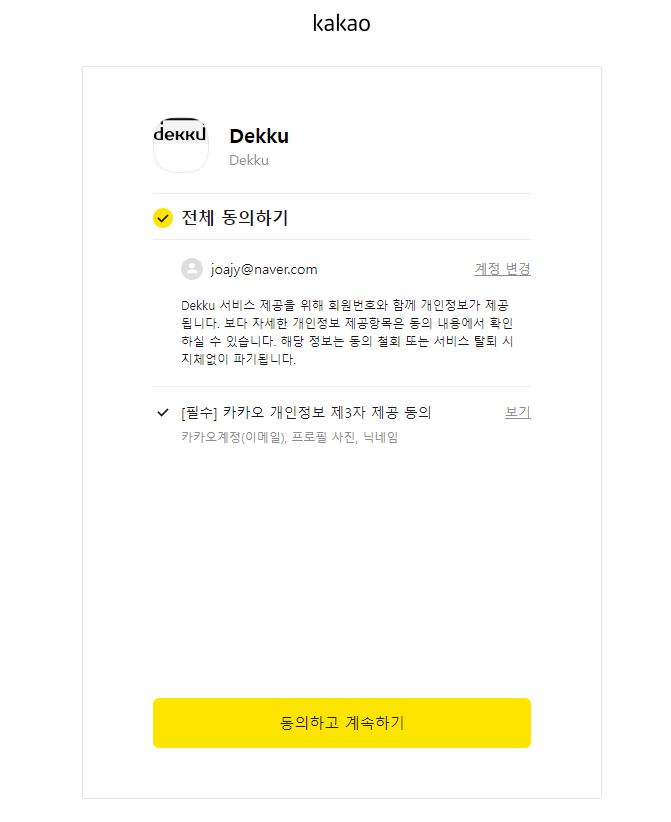 kakao
dekku
Dekku
Dekku
전체 동의하기
joajy@naver.com 계정 변경
Dekku 서비스 제공을 위해 회원번호와 함께 개인정보가 제공
됩니다. 보다 자세한 개인정보 제공항목은 동의 내용에서 확인
하실 수 있습니다. 해당 정보는 동의 철회 또는 서비스 탈퇴 시
지체없이 파기됩니다.
[필수] 카카오 개인정보 제3자 제공 동의 보기
카카오계정(이메일), 프로필 사진, 닉네임
동의하고 계속하기